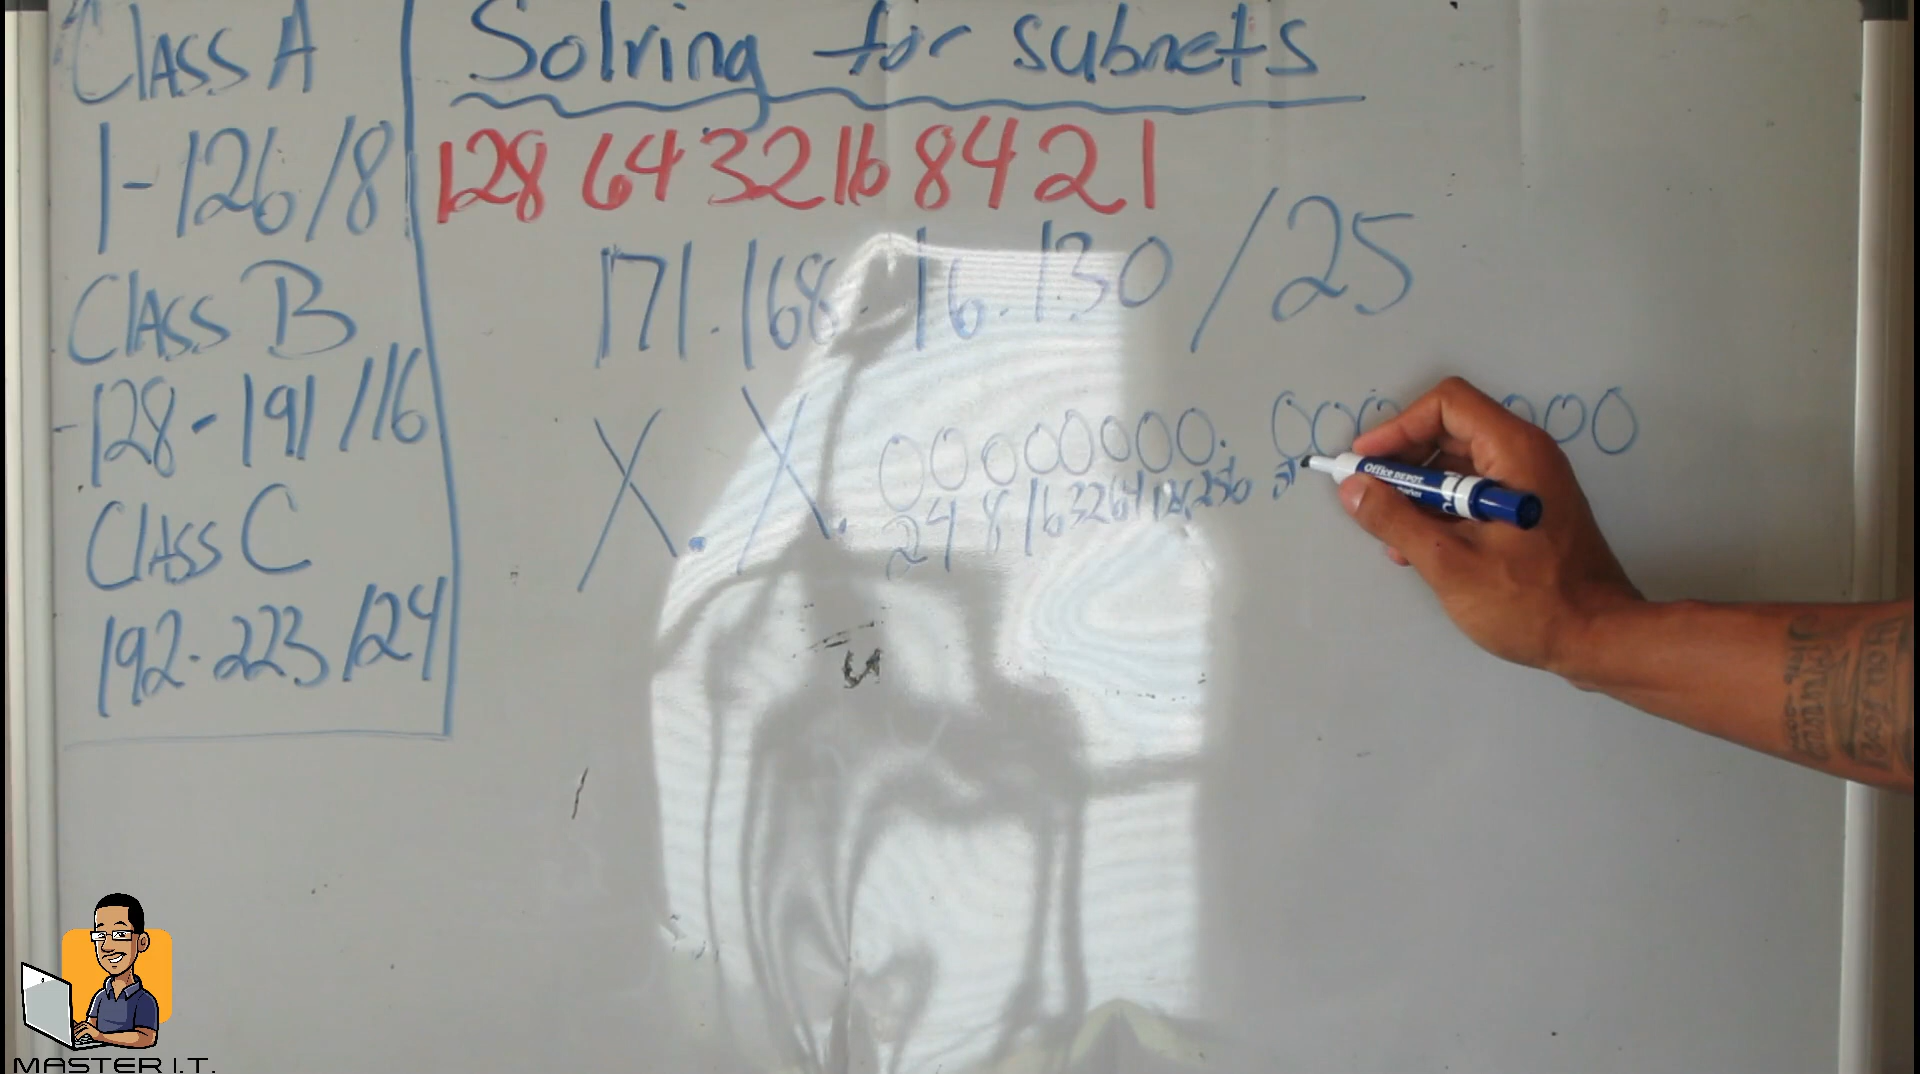 Class A
1-126/8
Class B
-128-191/16
Class C
192-223/24
Solving for subnets
128 64 32 16 8 4 2 1
171.168.16.130/25
X.X.00000000.
2 4 8 16 32 64 128 256
Office DEPOT
MASTER I.T.